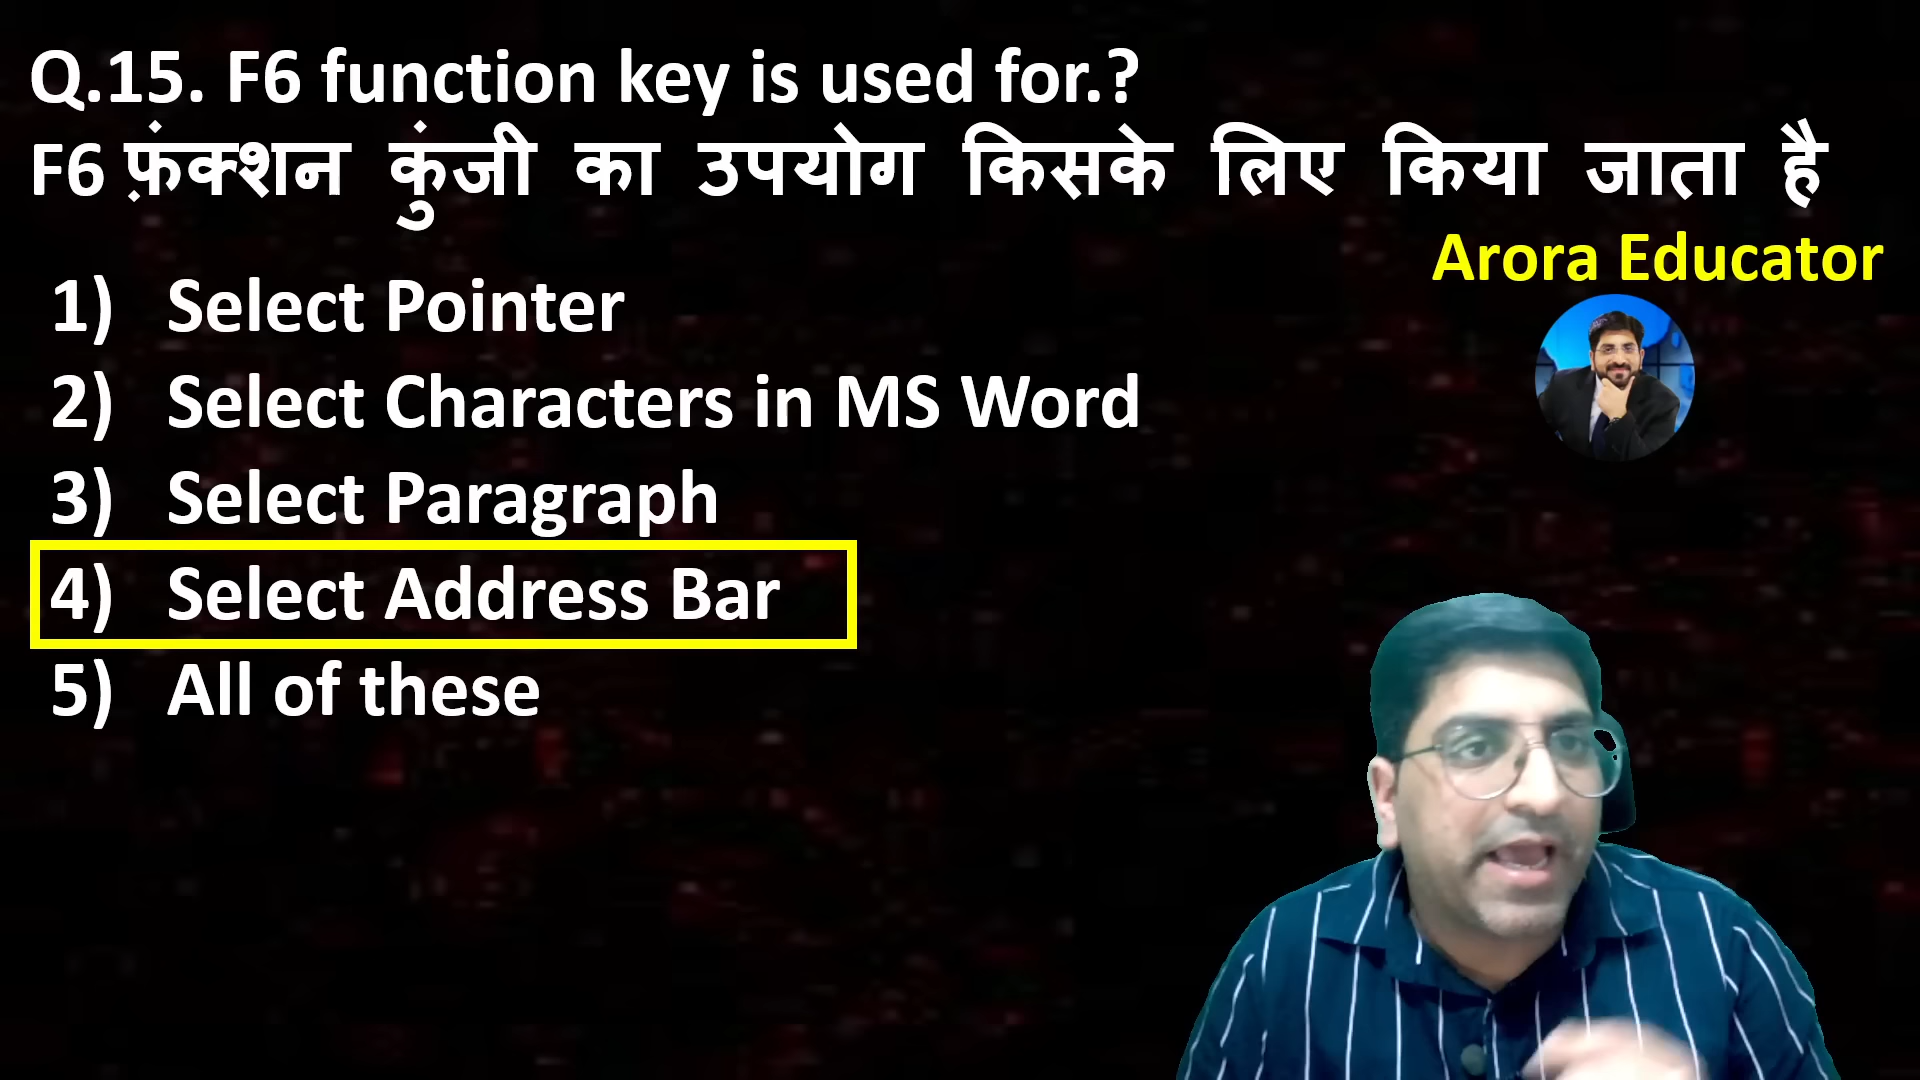 Q.15. F6 function key is used for.?
F6 फ़ंक्शन कुंजी का उपयोग किसके लिए किया जाता है
Arora Educator
1) Select Pointer
2) Select Characters in MS Word
3) Select Paragraph
4) Select Address Bar
5) All of these